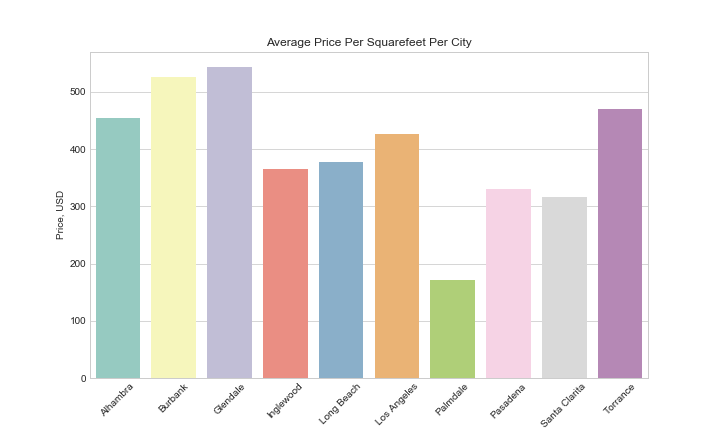 Average Price Per Squarefeet Per City
Price, USD
500
400
300
200
100
0
Alhambra
Burbank
Glendale
Inglewood
Long Beach
Los Angeles
Palmdale
Pasadena
Santa Clarita
Torrance